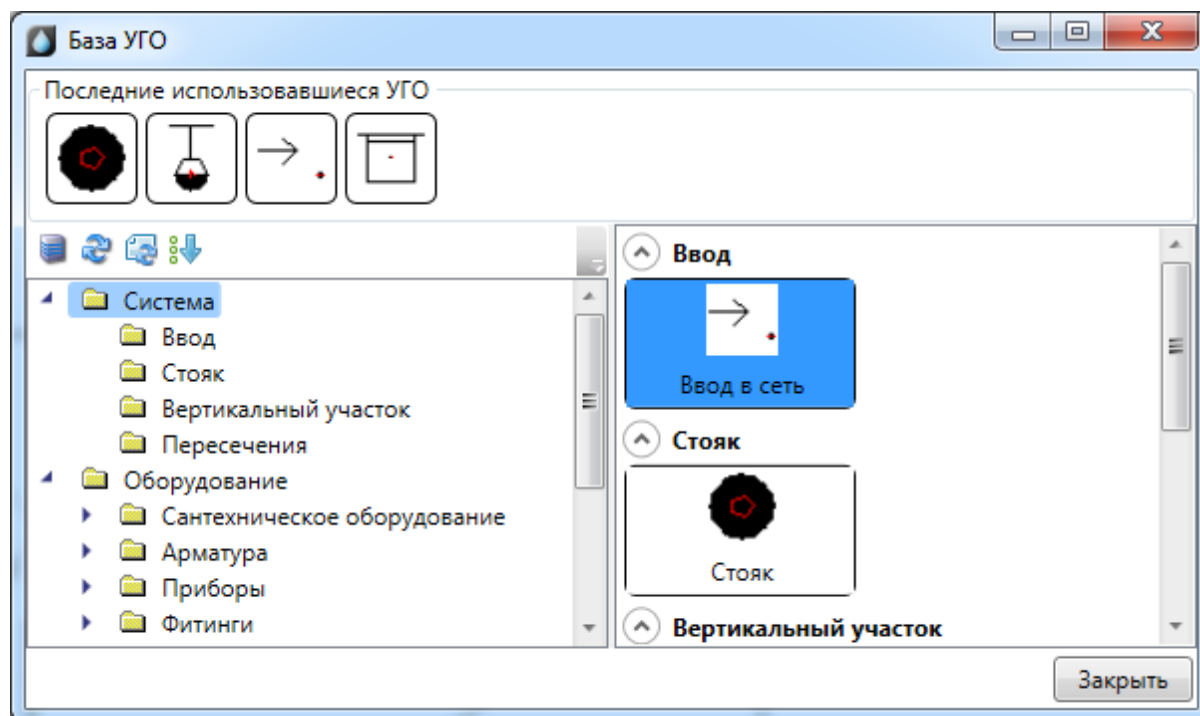 База УГО
Последние использовавшиеся УГО
Система
Ввод
Стояк
Вертикальный участок
Пересечения
Оборудование
Сантехническое оборудование
Арматура
Приборы
Фитинги
Ввод
Ввод в сеть
Стояк
Стояк
Вертикальный участок
Закрыть